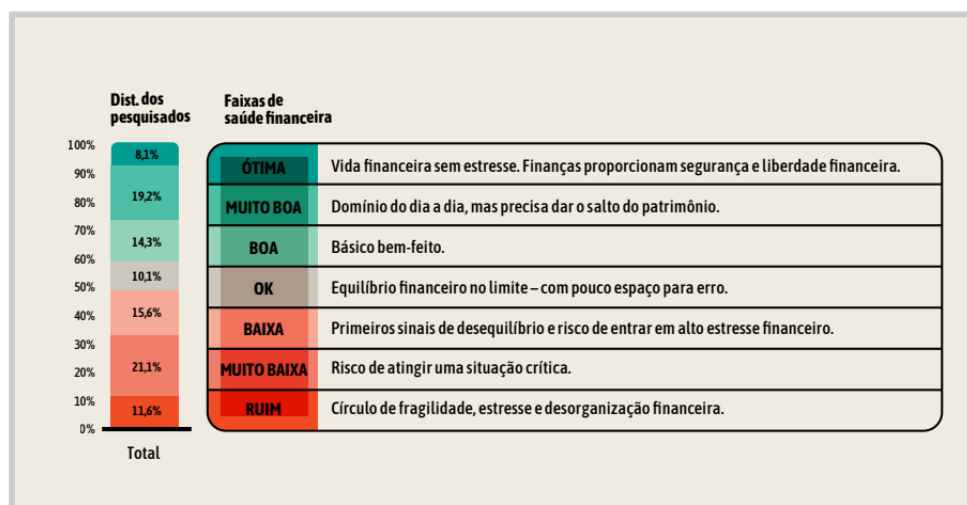 Dist. dos
pesquisados
Faixas de
saúde financeira
100%
90%
80%
70%
60%
50%
40%
30%
20%
10%
0%
8,1%
19,2%
14,3%
10,1%
15,6%
21,1%
11,6%
Total
ÓTIMA Vida financeira sem estresse. Finanças proporcionam segurança e liberdade financeira.
MUITO BOA Domínio do dia a dia, mas precisa dar o salto do patrimônio.
BOA Básico bem-feito.
OK Equilíbrio financeiro no limite – com pouco espaço para erro.
BAIXA Primeiros sinais de desequilíbrio e risco de entrar em alto estresse financeiro.
MUITO BAIXA Risco de atingir uma situação crítica.
RUIM Círculo de fragilidade, estresse e desorganização financeira.